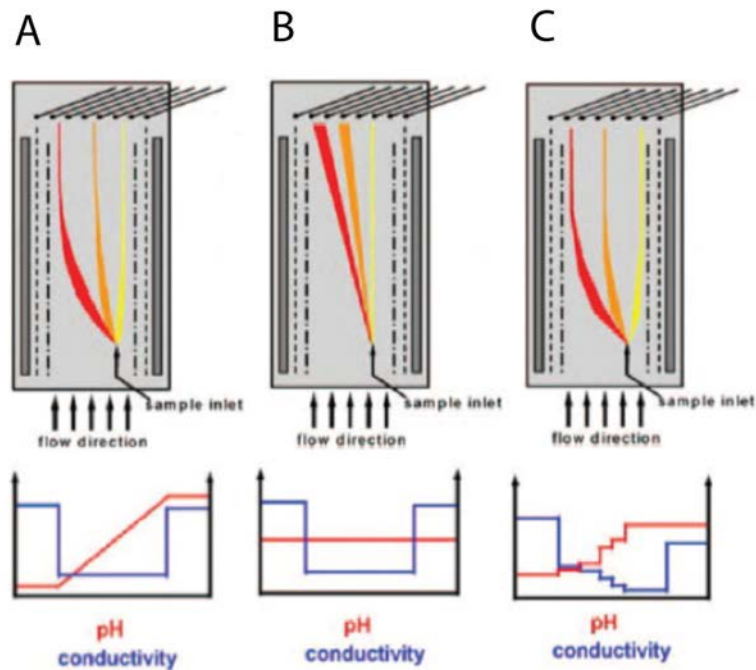 A
B
C
sample inlet
flow direction
sample inlet
flow direction
sample inlet
flow direction
pH
conductivity
pH
conductivity
pH
conductivity